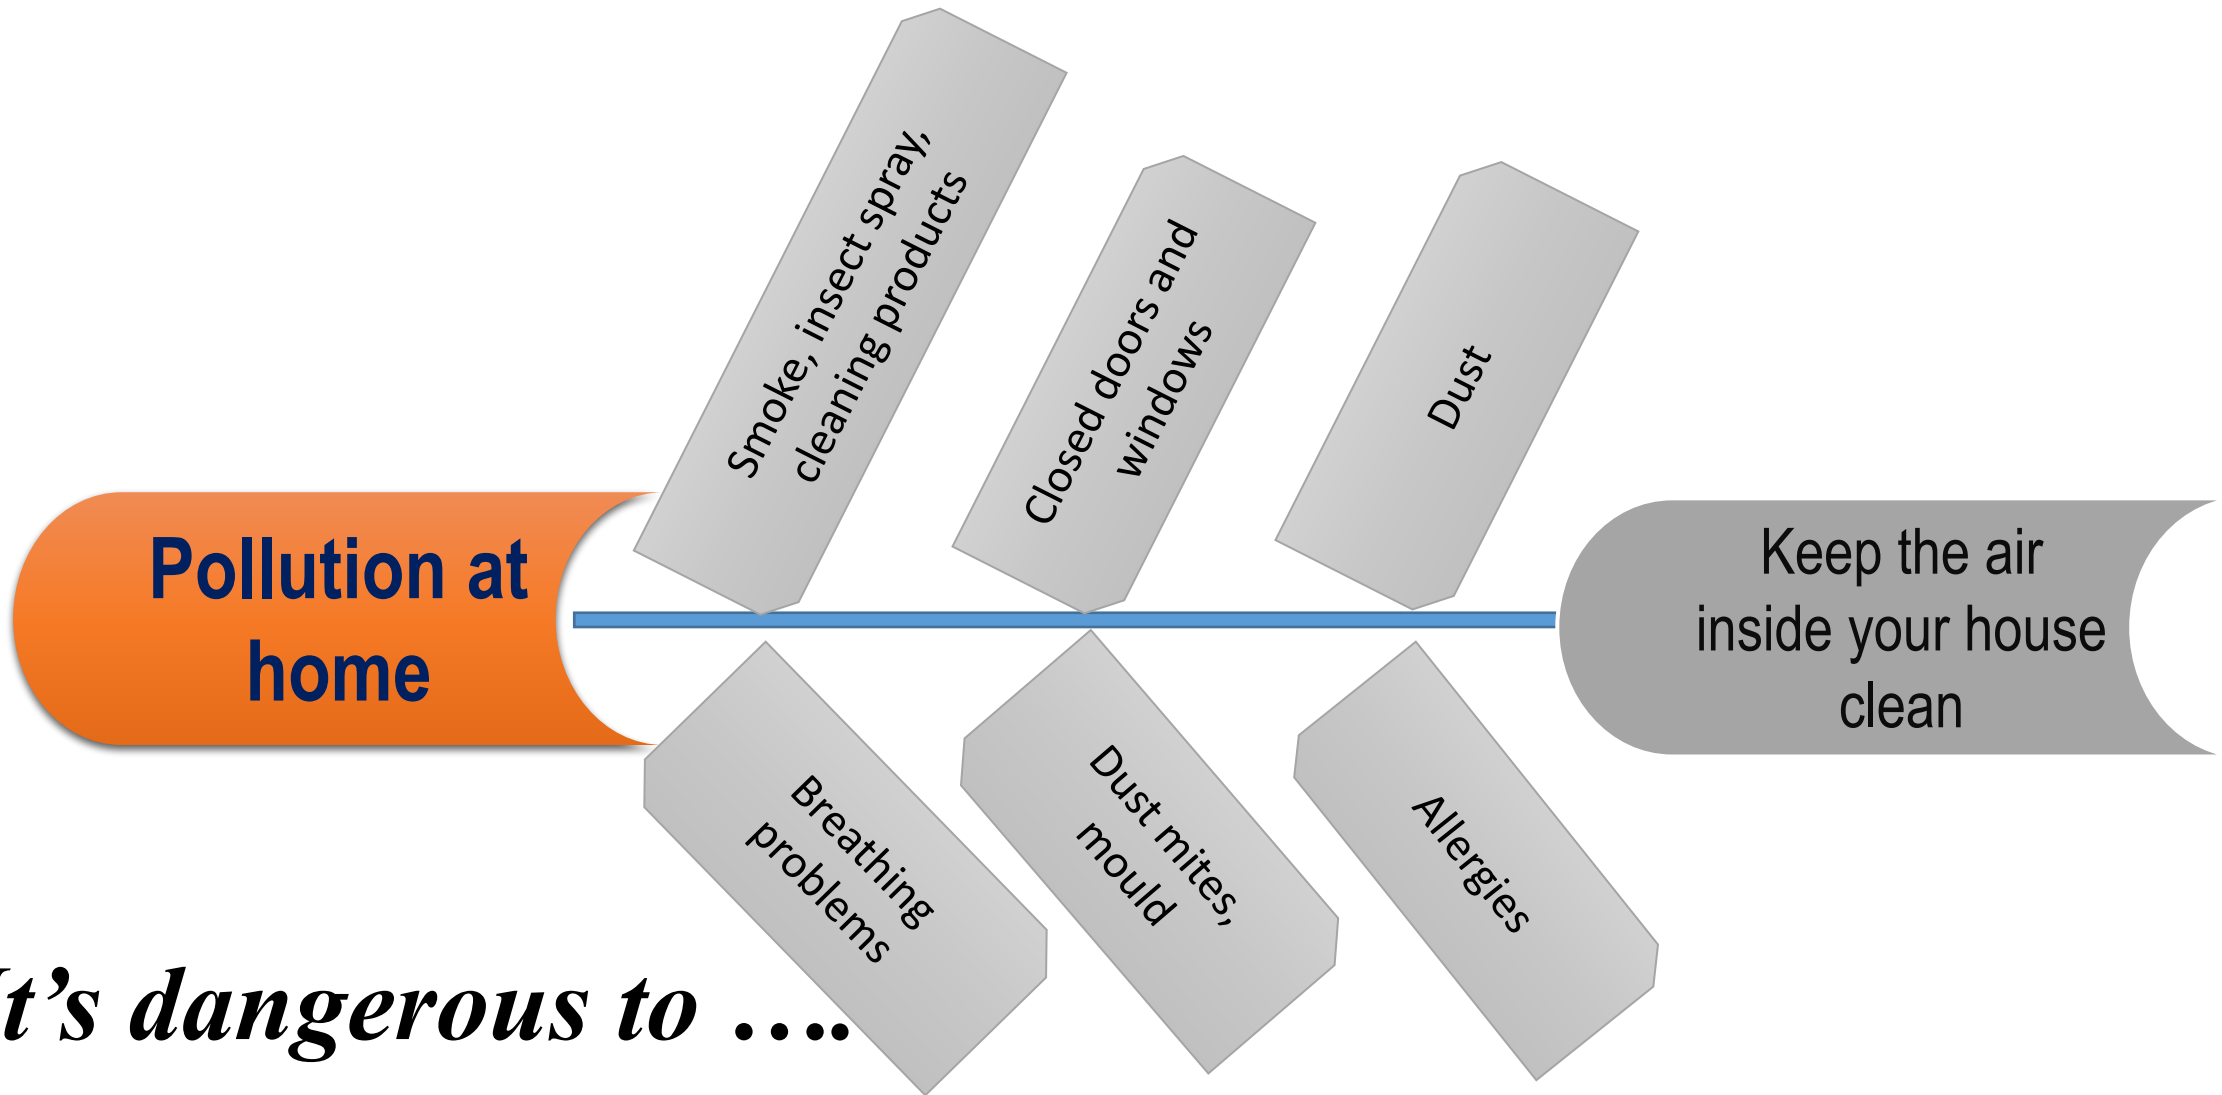 Smoke, insect spray,
cleaning products
Closed doors and
windows
Dust
Pollution at
home
Keep the air
inside your house
clean
Breathing
problems
Dust mites,
mould
Allergies
It’s dangerous to ….